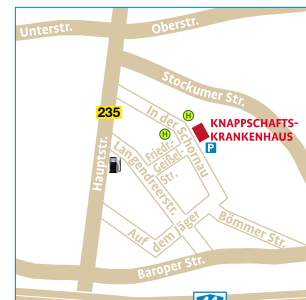 Unterstr.
Oberstr.
Stockumer Str.
235
H
In der Schornau
KNAPPSCHAFTS-
KRANKENHAUS
H
P
Hauptstr.
Langendreerstr.
Friedr.-
Geißel-
Str.
Auf dem Jäger
Bömmer Str.
Baroper Str.